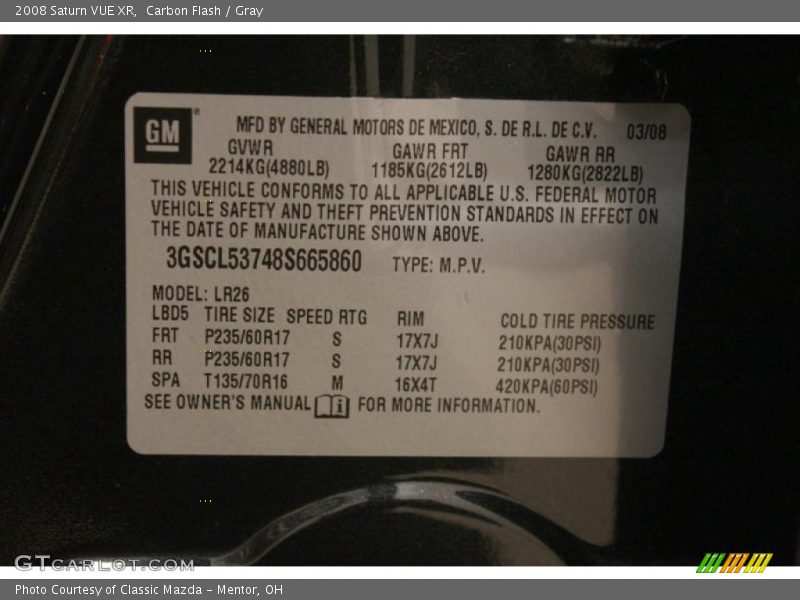 2008 Saturn VUE XR,  Carbon Flash / Gray
GM®
MFD BY GENERAL MOTORS DE MEXICO, S. DE R.L. DE C.V. 03/08
GVWR GAWR FRT GAWR RR
2214KG(4880LB) 1185KG(2612LB) 1280KG(2822LB)
THIS VEHICLE CONFORMS TO ALL APPLICABLE U.S. FEDERAL MOTOR
VEHICLE SAFETY AND THEFT PREVENTION STANDARDS IN EFFECT ON
THE DATE OF MANUFACTURE SHOWN ABOVE.
3GSCL53748S665860 TYPE: M.P.V.
MODEL: LR26
LBD5 TIRE SIZE SPEED RTG RIM COLD TIRE PRESSURE
FRT P235/60R17 S 17X7J 210KPA(30PSI)
RR P235/60R17 S 17X7J 210KPA(30PSI)
SPA T135/70R16 M 16X4T 420KPA(60PSI)
SEE OWNER'S MANUAL i FOR MORE INFORMATION.
GTCARLOT.COM
Photo Courtesy of Classic Mazda - Mentor, OH